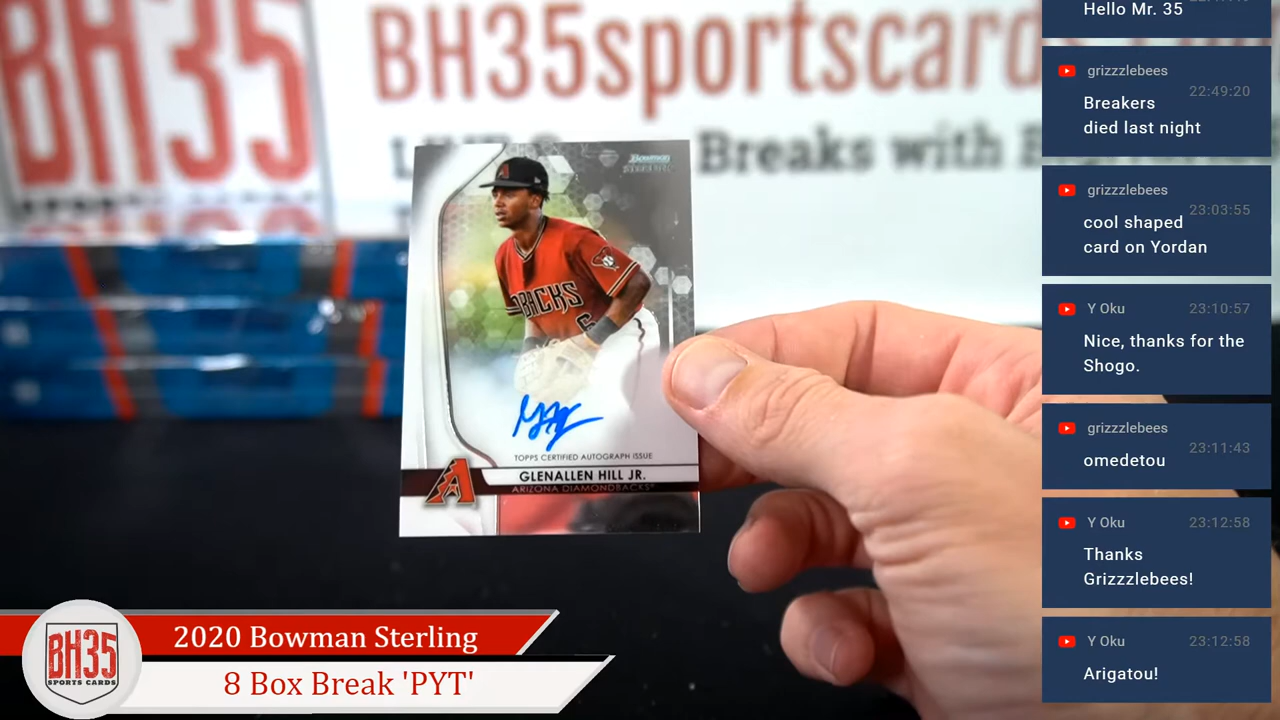 BH35
BH35sportscard
Breaks with
Bowman
DBACKS
6
TOPPS CERTIFIED AUTOGRAPH ISSUE
GLENALLEN HILL JR.
ARIZONA DIAMONDBACKS
BH35
SPORTS CARDS
2020 Bowman Sterling
8 Box Break 'PYT'
Hello Mr. 35
grizzzlebees
22:49:20
Breakers
died last night
grizzzlebees
23:03:55
cool shaped
card on Yordan
Y Oku 23:10:57
Nice, thanks for the
Shogo.
grizzzlebees
23:11:43
omedetou
Y Oku 23:12:58
Thanks
Grizzzlebees!
Y Oku 23:12:58
Arigatou!